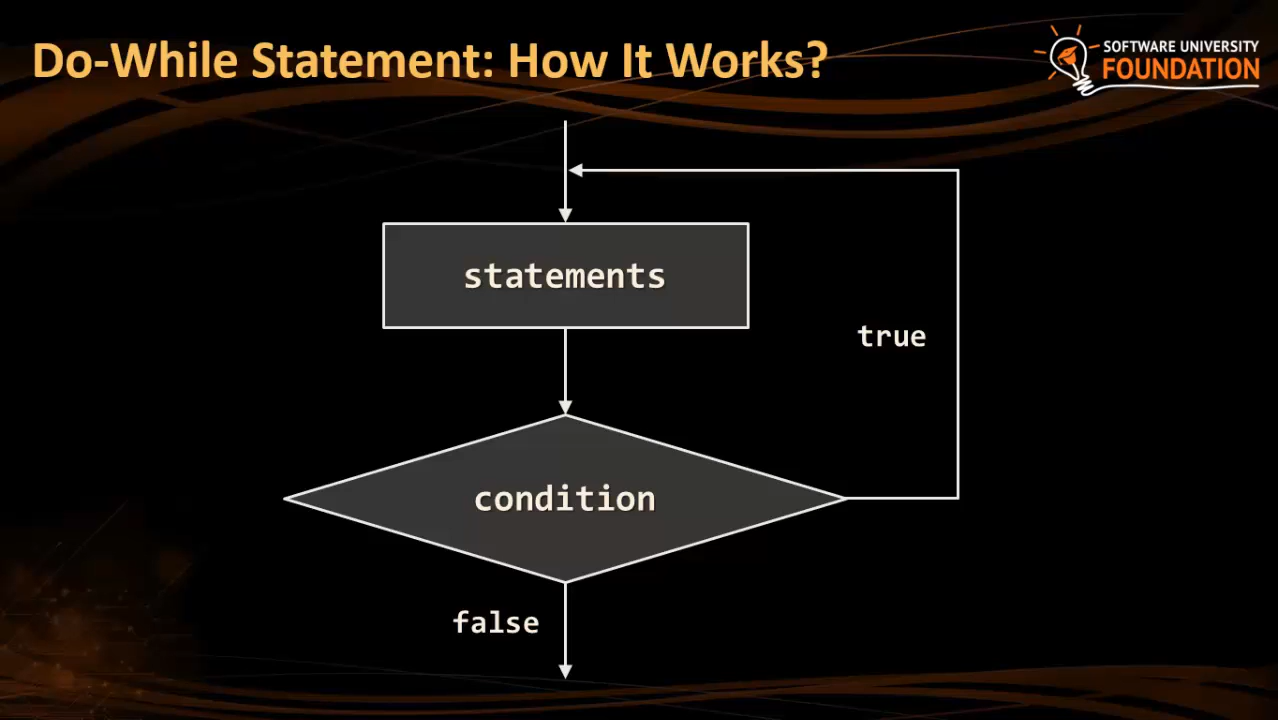 Do-While Statement: How It Works?
SOFTWARE UNIVERSITY
FOUNDATION
statements
true
condition
false